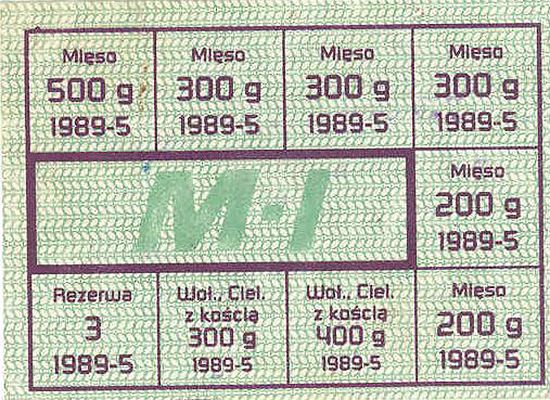 Mięso
500 g
1989-5
Mięso
300 g
1989-5
Mięso
300 g
1989-5
Mięso
300 g
1989-5
M-I
Mięso
200 g
1989-5
Rezerwa
3
1989-5
Woł., Ciel.
z kością
300 g
1989-5
Woł., Ciel.
z kością
400 g
1989-5
Mięso
200 g
1989-5